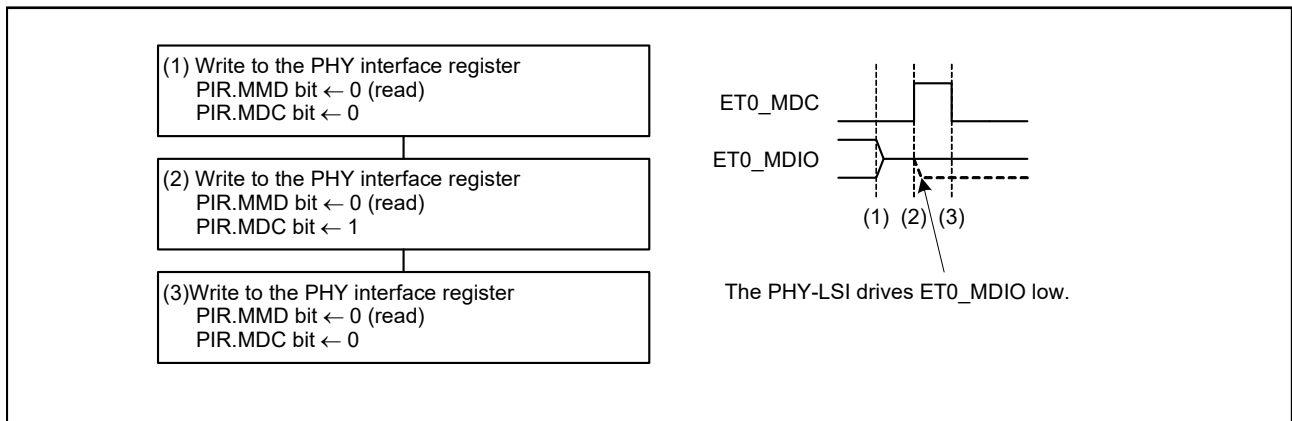 (1) Write to the PHY interface register
PIR.MMD bit ← 0 (read)
PIR.MDC bit ← 0
(2) Write to the PHY interface register
PIR.MMD bit ← 0 (read)
PIR.MDC bit ← 1
(3)Write to the PHY interface register
PIR.MMD bit ← 0 (read)
PIR.MDC bit ← 0
ET0_MDC
ET0_MDIO
(1) (2) (3)
The PHY-LSI drives ET0_MDIO low.